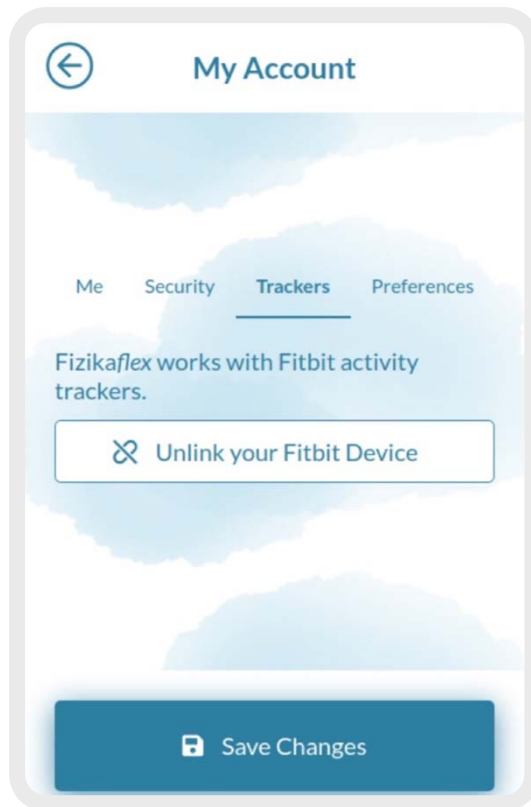 My Account
Me Security Trackers Preferences
Fizikaflex works with Fitbit activity
trackers.
Unlink your Fitbit Device
Save Changes